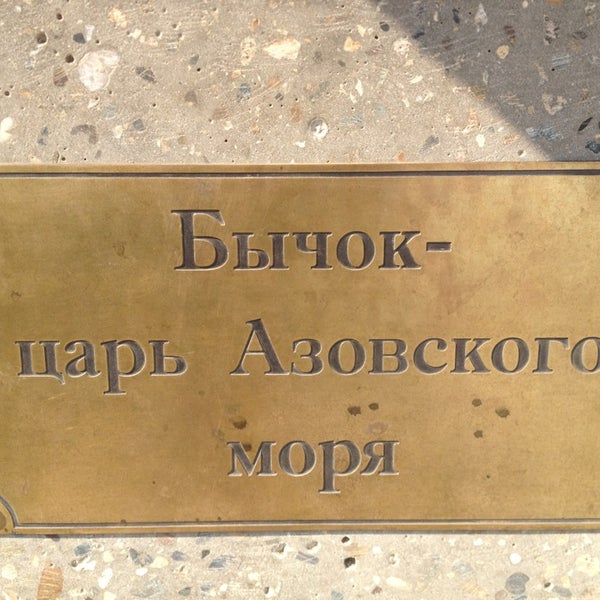 Бычок-
царь Азовского
моря